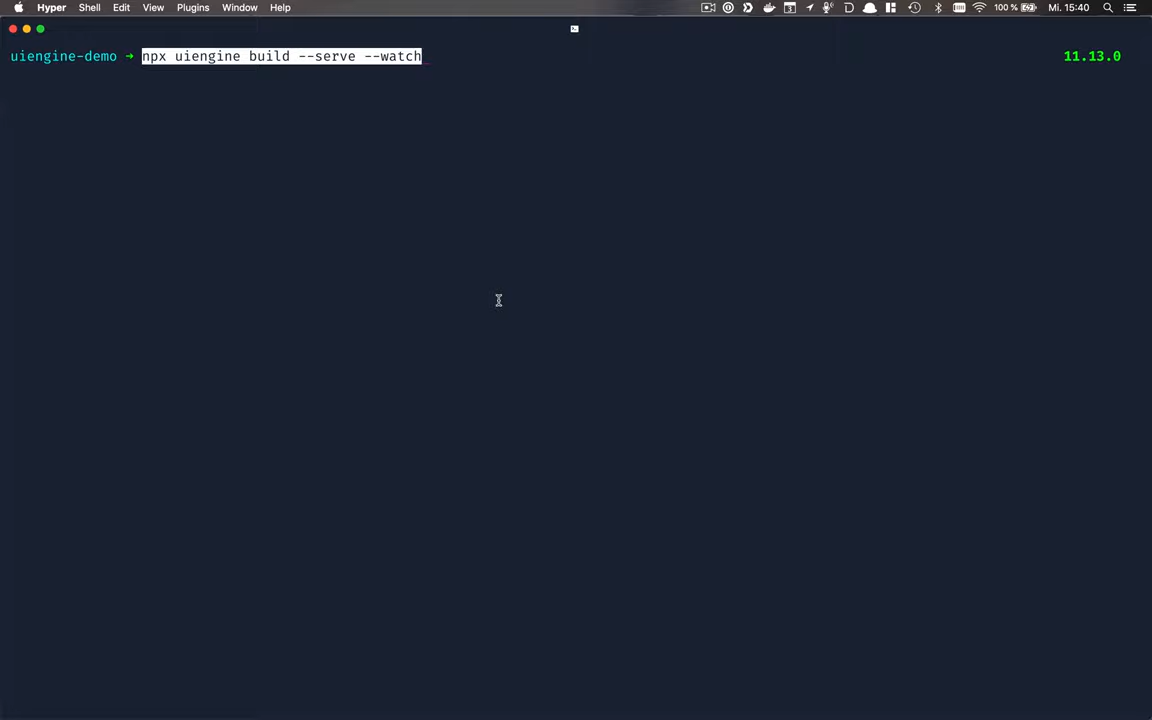 Hyper Shell Edit View Plugins Window Help 100 % Mi. 15:40
uiengine-demo → npx uiengine build --serve --watch 11.13.0